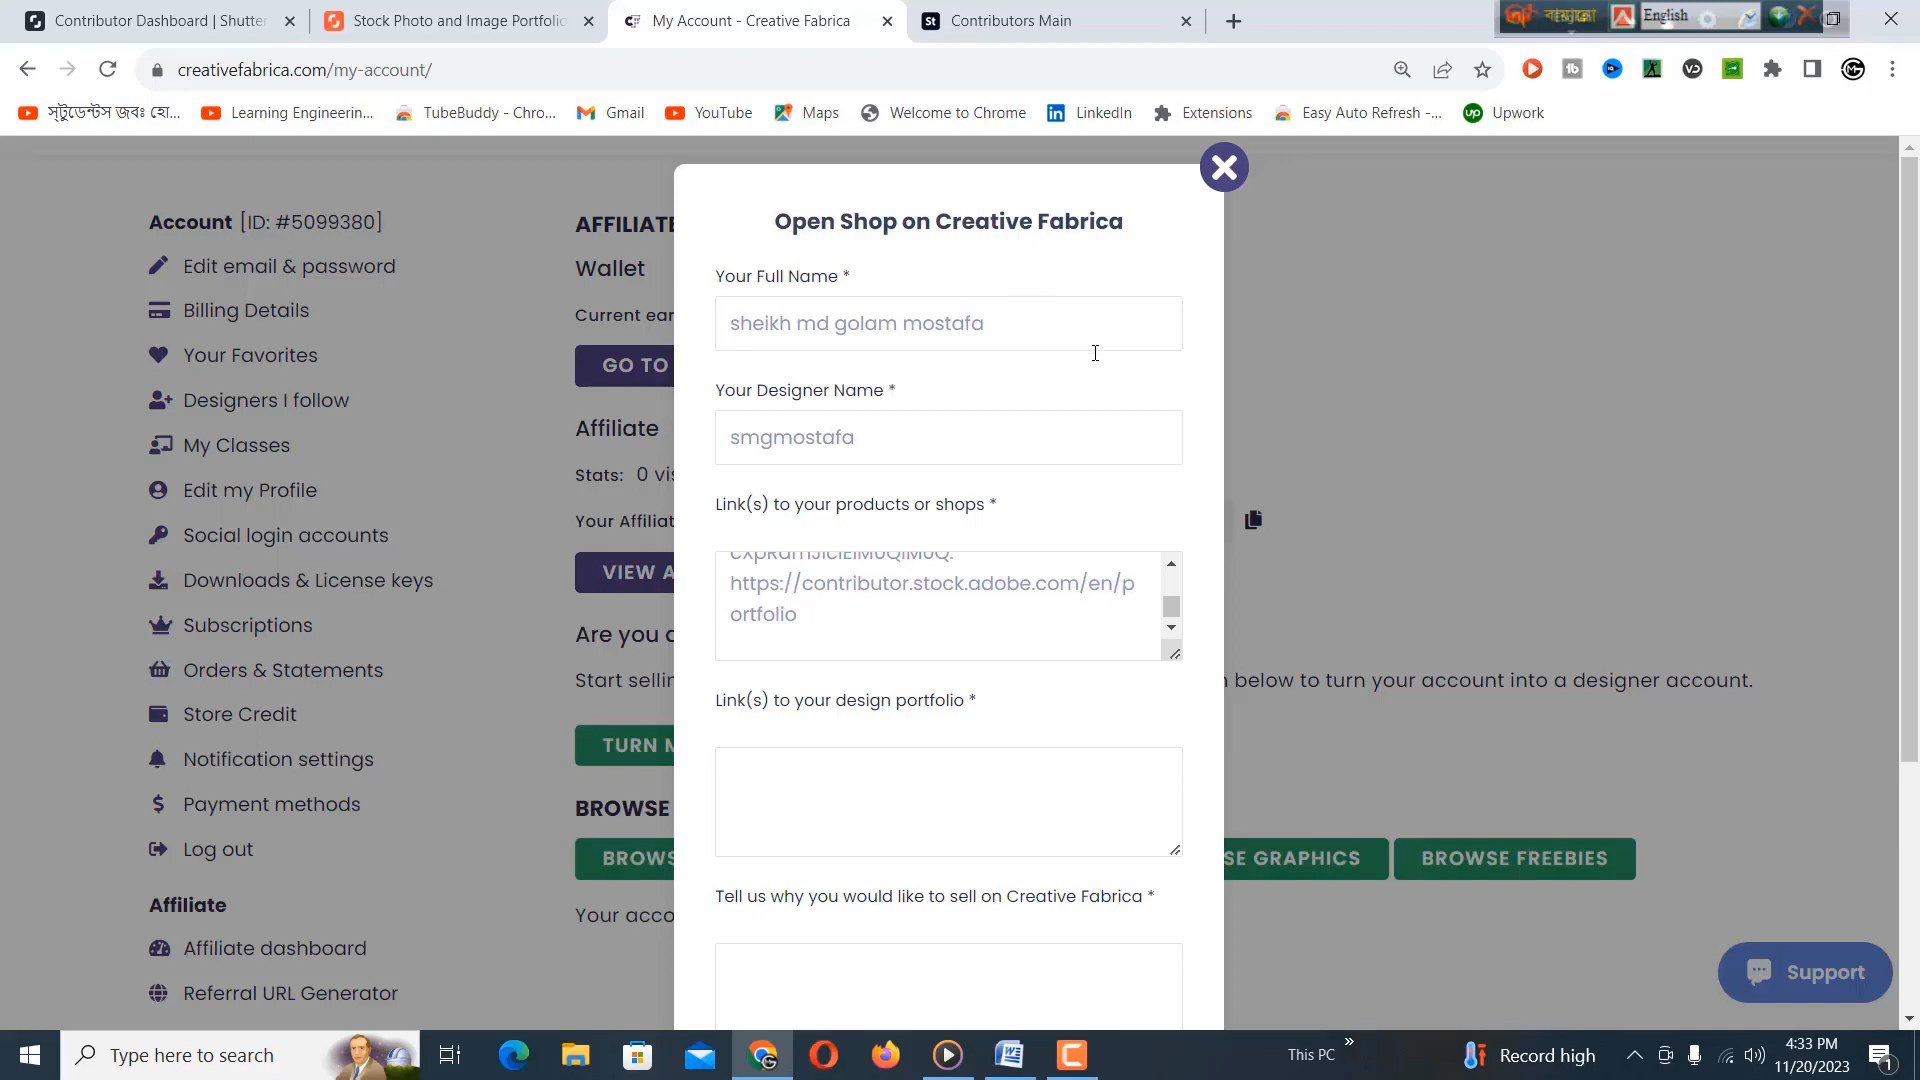 Contributor Dashboard | Shutter
Stock Photo and Image Portfolio
My Account - Creative Fabrica
Contributors Main
English
creativefabrica.com/my-account/
স্টুডেন্টস জবঃ হো...
Learning Engineerin...
TubeBuddy - Chro...
Gmail
YouTube
Maps
Welcome to Chrome
LinkedIn
Extensions
Easy Auto Refresh -...
Upwork
Account [ID: #5099380]
Edit email & password
Billing Details
Your Favorites
Designers I follow
My Classes
Edit my Profile
Social login accounts
Downloads & License keys
Subscriptions
Orders & Statements
Store Credit
Notification settings
Payment methods
Log out
Affiliate
Affiliate dashboard
Referral URL Generator
AFFILIATE
Wallet
Current ear
GO TO
Affiliate
Stats: 0 vis
Your Affiliat
VIEW A
Are you a
Start sellin
n below to turn your account into a designer account.
TURN M
BROWSE
BROWS
SE GRAPHICS
BROWSE FREEBIES
Your acco
Open Shop on Creative Fabrica
Your Full Name *
sheikh md golam mostafa
Your Designer Name *
smgmostafa
Link(s) to your products or shops *
https://contributor.stock.adobe.com/en/p
ortfolio
Link(s) to your design portfolio *
Tell us why you would like to sell on Creative Fabrica *
Support
Type here to search
This PC
Record high
4:33 PM
11/20/2023
1